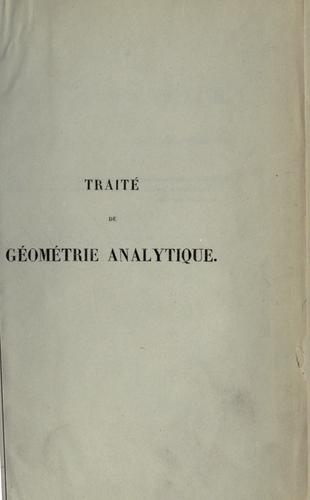 TRAITÉ
DE
GÉOMÉTRIE ANALYTIQUE.